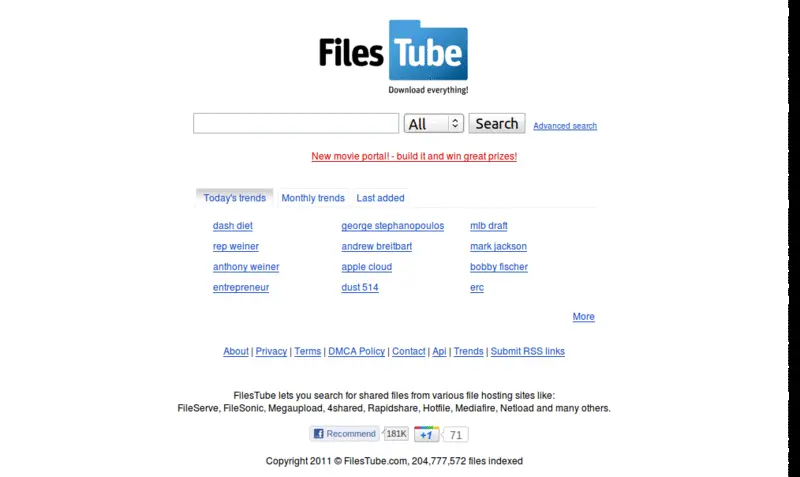 Files Tube
Download everything!
All Search Advanced search
New movie portal! - build it and win great prizes!
Today's trends Monthly trends Last added
dash diet george stephanopoulos mlb draft
rep weiner andrew breitbart mark jackson
anthony weiner apple cloud bobby fischer
entrepreneur dust 514 erc
More
About | Privacy | Terms | DMCA Policy | Contact | Api | Trends | Submit RSS links
FilesTube lets you search for shared files from various file hosting sites like:
FileServe, FileSonic, Megaupload, 4shared, Rapidshare, Hotfile, Mediafire, Netload and many others.
Recommend 181K +1 71
Copyright 2011 © FilesTube.com, 204,777,572 files indexed